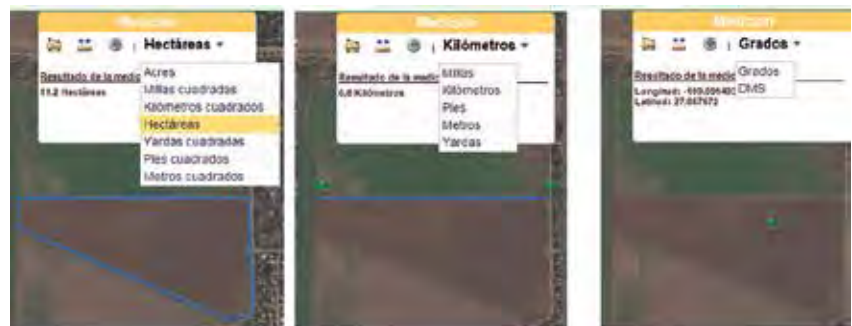 Medición
Hectáreas
Resultado de la medic
11.2 Hectáreas
Acres
Millas cuadradas
Kilómetros cuadrados
Hectáreas
Yardas cuadradas
Pies cuadrados
Metros cuadrados
Medición
Kilómetros
Resultado de la medic
Kilómetros
Millas
Kilómetros
Pies
Metros
Yardas
Medición
Grados
Resultado de la medic
Longitud:
Latitud:
Grados
DMS